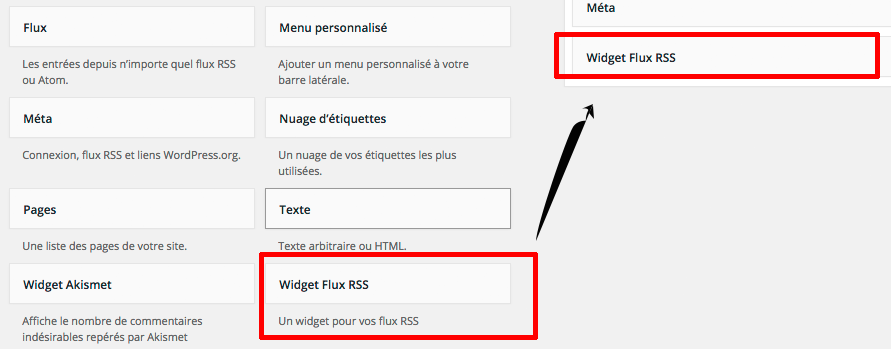 Flux
Les entrées depuis n’importe quel flux RSS
ou Atom.
Menu personnalisé
Ajouter un menu personnalisé à votre
barre latérale.
Méta
Connexion, flux RSS et liens WordPress.org.
Nuage d’étiquettes
Un nuage de vos étiquettes les plus
utilisées.
Pages
Une liste des pages de votre site.
Texte
Texte arbitraire ou HTML.
Widget Akismet
Affiche le nombre de commentaires
indésirables repérés par Akismet
Widget Flux RSS
Un widget pour vos flux RSS
Méta
Widget Flux RSS